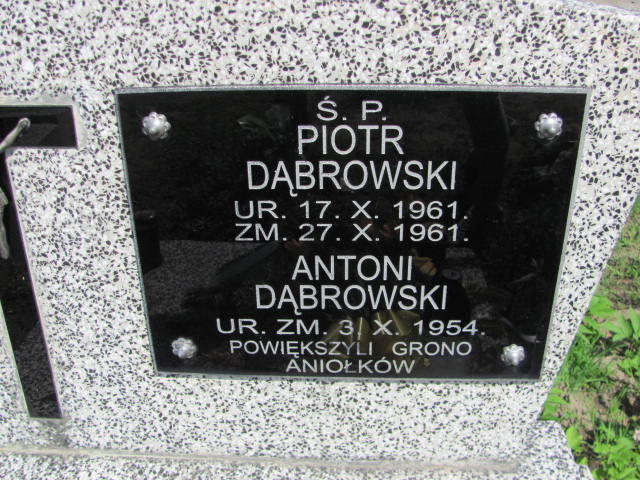 Ś. P.
PIOTR
DĄBROWSKI
UR. 17. X. 1961.
ZM. 27. X. 1961.
ANTONI
DĄBROWSKI
UR. ZM. 3. X. 1954.
POWIĘKSZYLI GRONO
ANIOŁKÓW